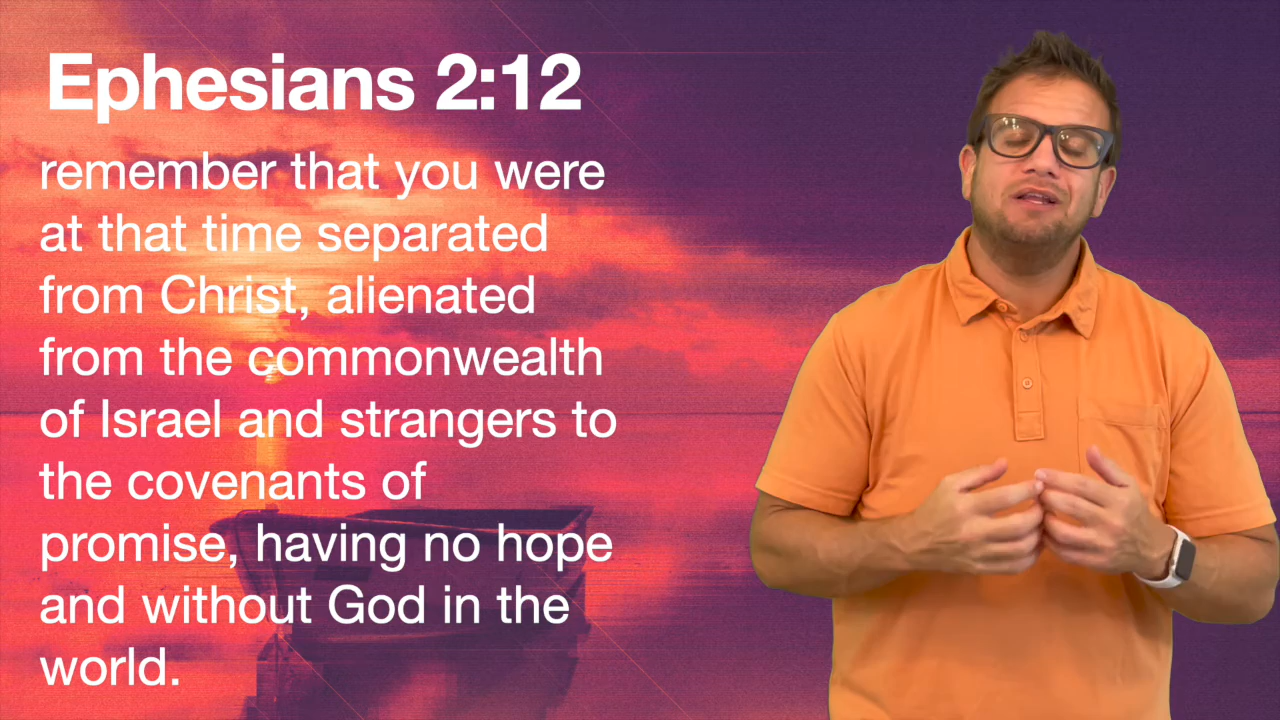 Ephesians 2:12
remember that you were
at that time separated
from Christ, alienated
from the commonwealth
of Israel and strangers to
the covenants of
promise, having no hope
and without God in the
world.